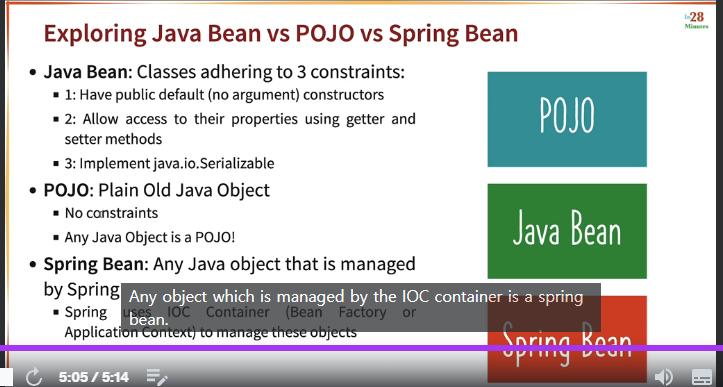 Exploring Java Bean vs POJO vs Spring Bean
in28
Minutes
• Java Bean: Classes adhering to 3 constraints:
▪ 1: Have public default (no argument) constructors
▪ 2: Allow access to their properties using getter and
setter methods
▪ 3: Implement java.io.Serializable
• POJO: Plain Old Java Object
▪ No constraints
▪ Any Java Object is a POJO!
• Spring Bean: Any Java object that is managed
by Spring
▪ Spring uses IOC Container (Bean Factory or
Application Context) to manage these objects
POJO
Java Bean
Spring Bean
Any object which is managed by the IOC container is a spring
bean.
5:05 / 5:14